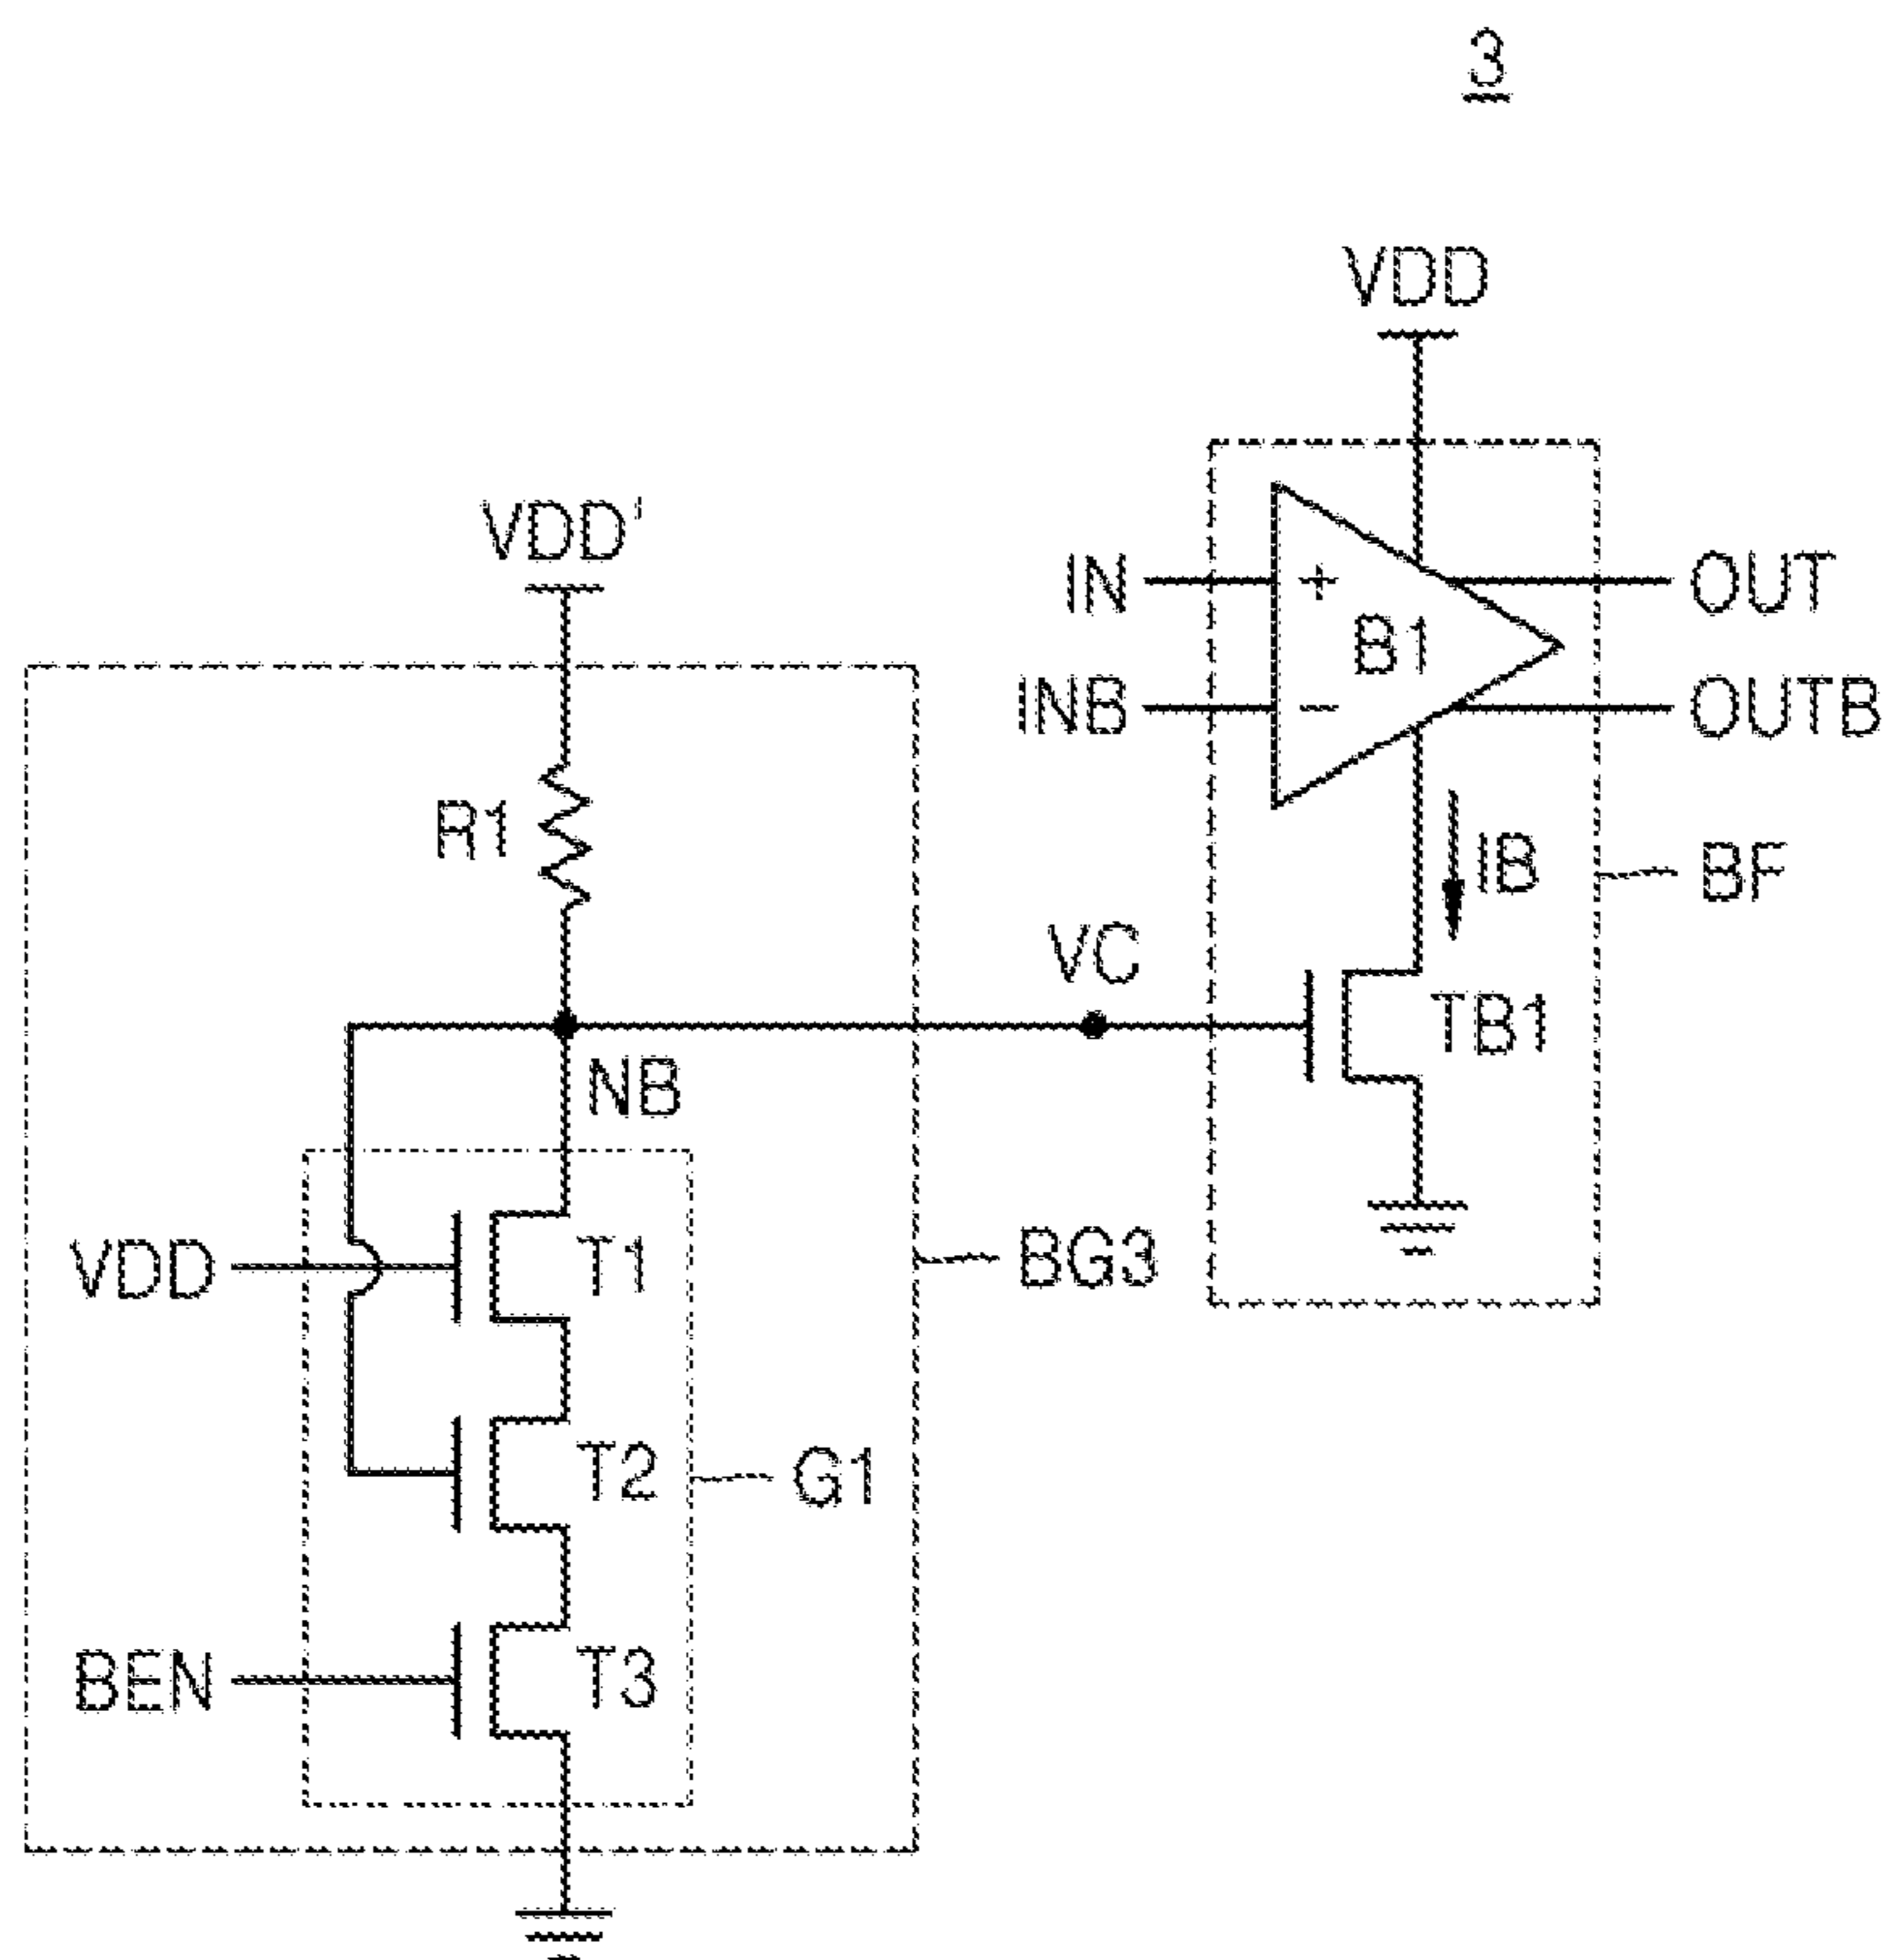 3
VDD
VDD'
IN
+
B1
OUT
INB
−
OUTB
R1
IB
BF
VC
TB1
NB
VDD
T1
BG3
T2
G1
BEN
T3